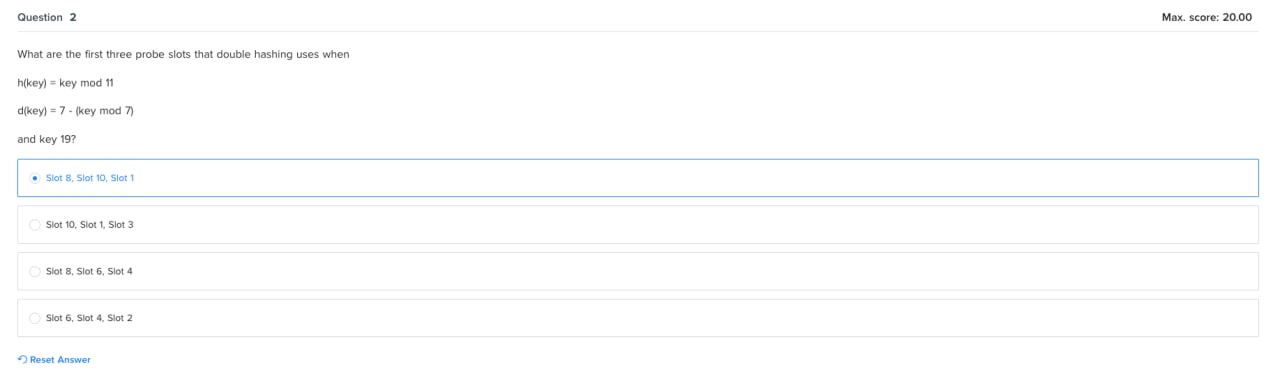 Question 2 Max. score: 20.00
What are the first three probe slots that double hashing uses when
h(key) = key mod 11
d(key) = 7 - (key mod 7)
and key 19?
Slot 8, Slot 10, Slot 1
Slot 10, Slot 1, Slot 3
Slot 8, Slot 6, Slot 4
Slot 6, Slot 4, Slot 2
Reset Answer